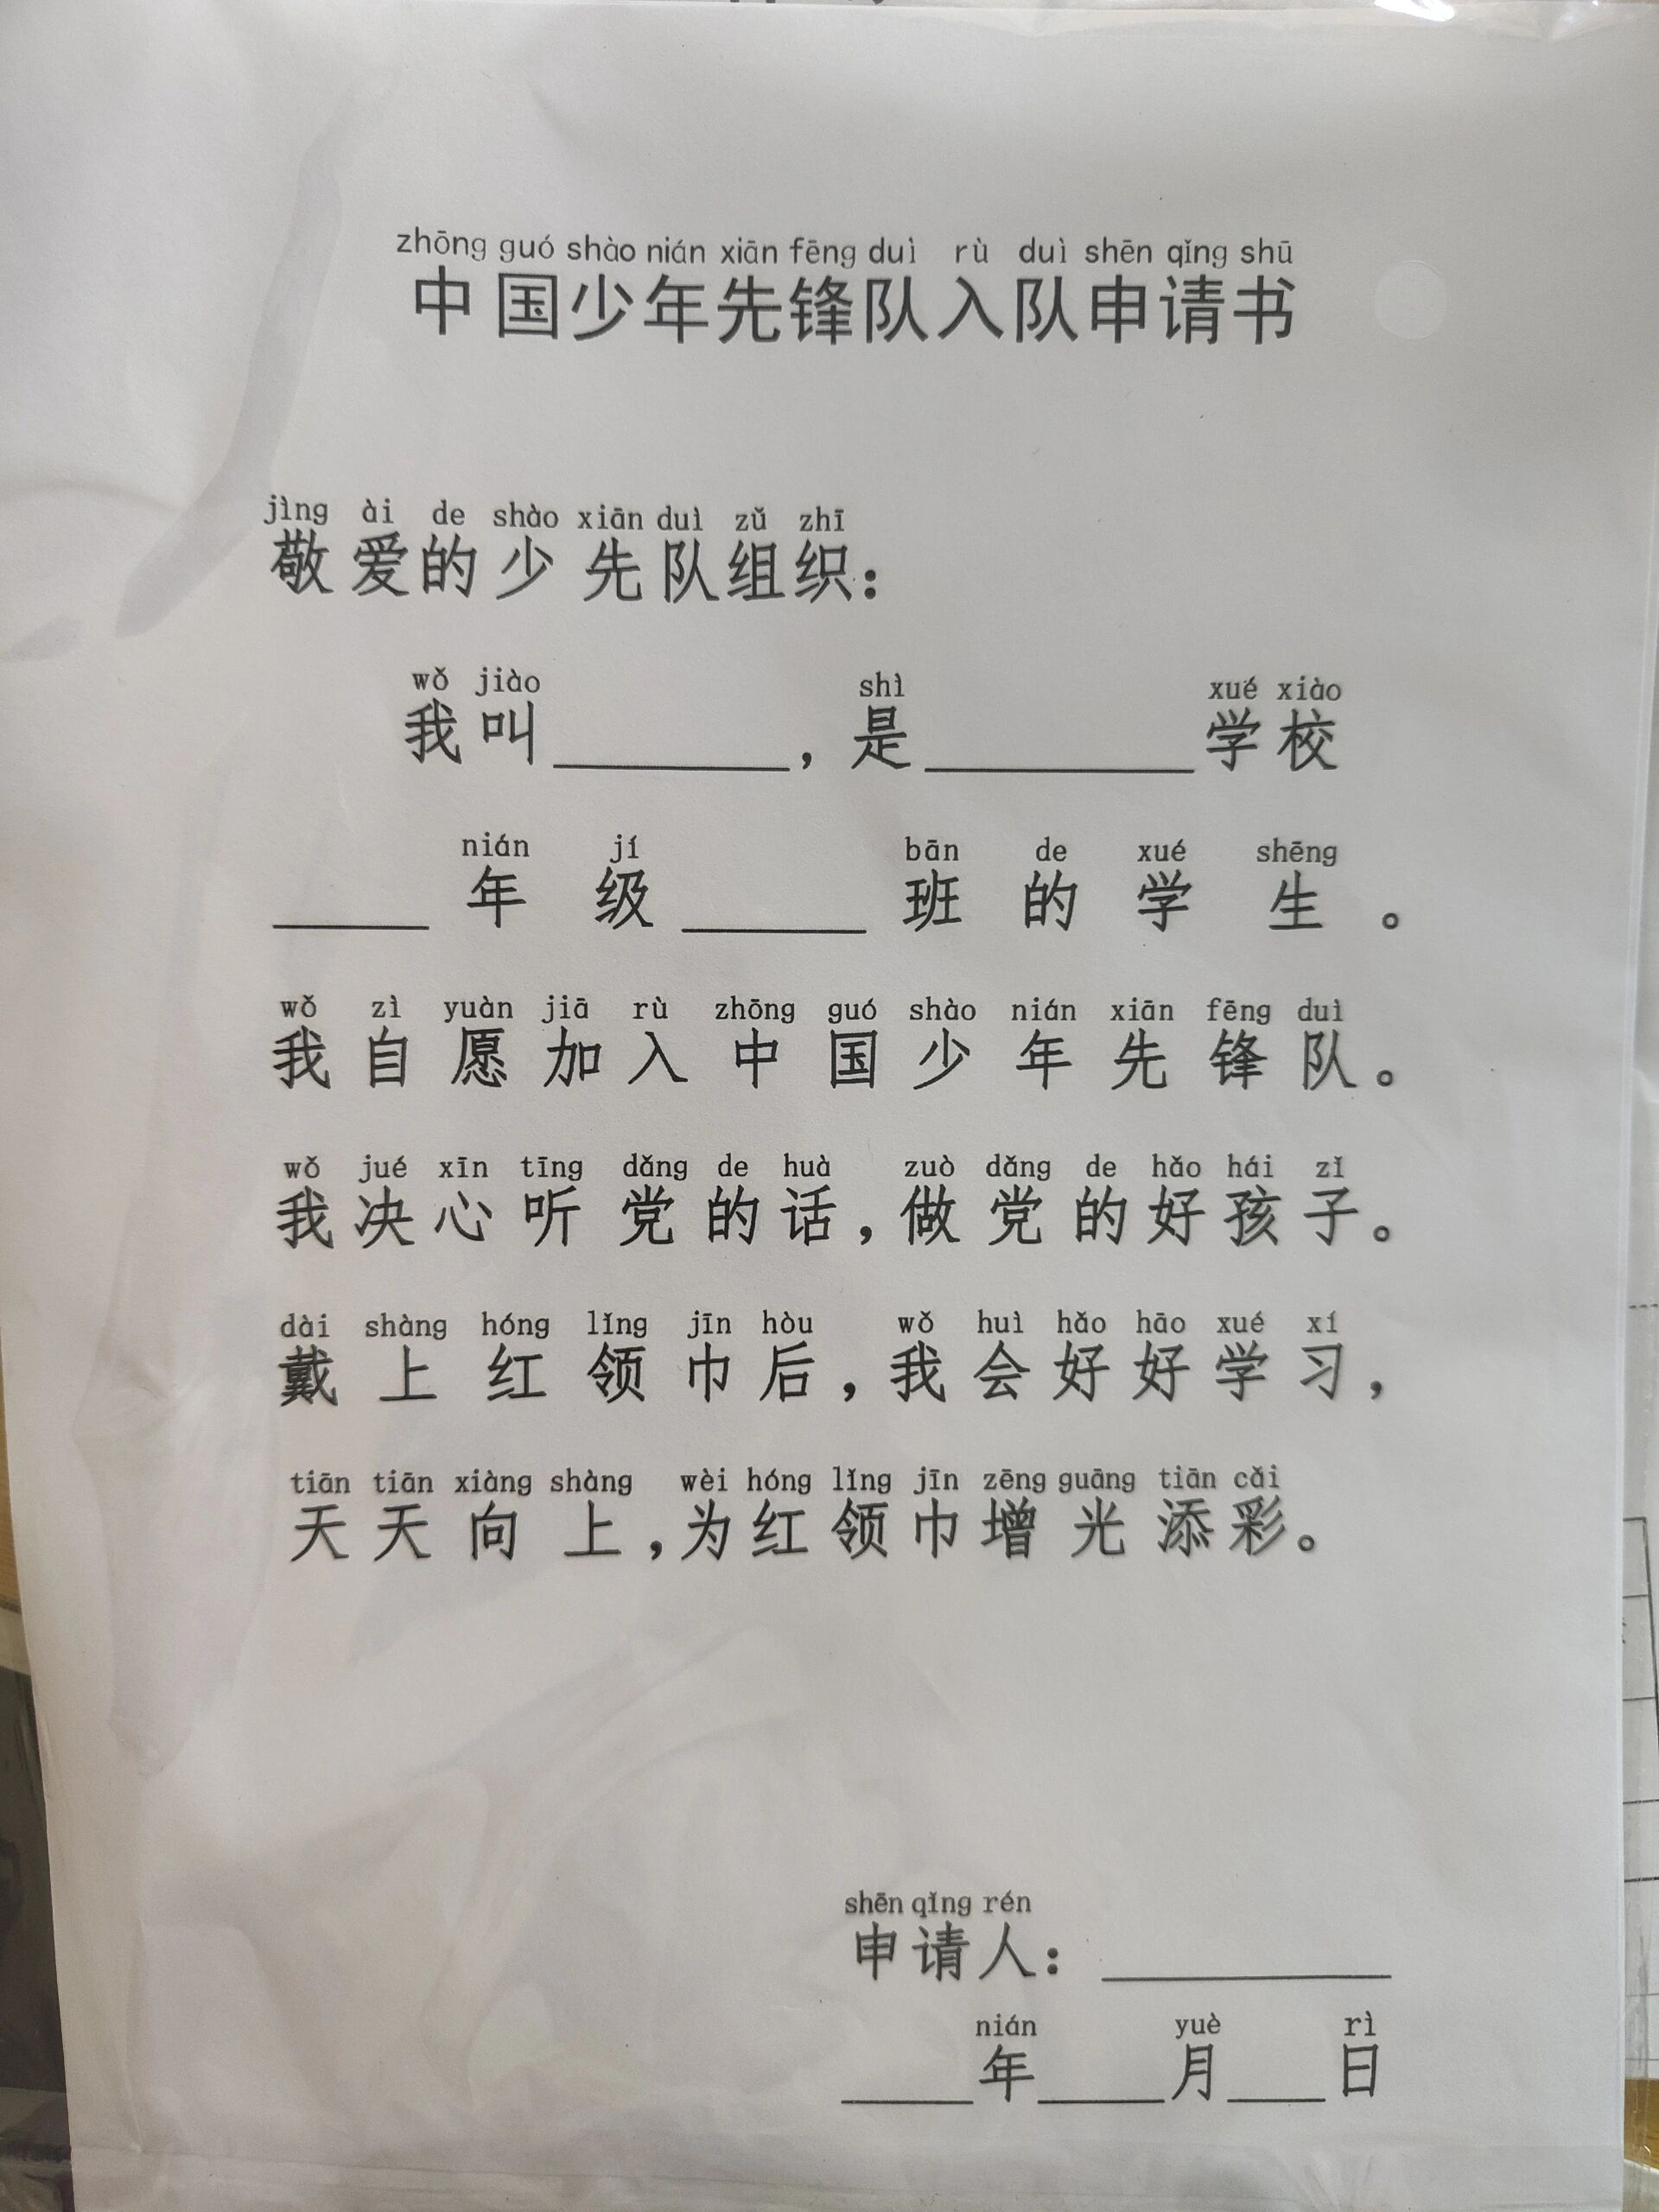 zhōng guó shào nián xiān fēng duì rù duì shēn qǐng shū
中国少年先锋队入队申请书
jìng ài de shào xiān duì zǔ zhī
敬爱的少先队组织：
wǒ jiào shì xué xiào
我叫________，是________学校
nián jí bān de xué shēng
____年级____班的学生。
wǒ zì yuàn jiā rù zhōng guó shào nián xiān fēng duì
我自愿加入中国少年先锋队。
wǒ jué xīn tīng dǎng de huà zuò dǎng de hǎo hái zǐ
我决心听党的话，做党的好孩子。
dài shàng hóng lǐng jīn hòu wǒ huì hǎo hāo xué xí
戴上红领巾后，我会好好学习，
tiān tiān xiàng shàng wèi hóng lǐng jīn zēng guāng tiān cǎi
天天向上，为红领巾增光添彩。
shēn qǐng rén
申请人：________
nián yuè rì
____年____月___日